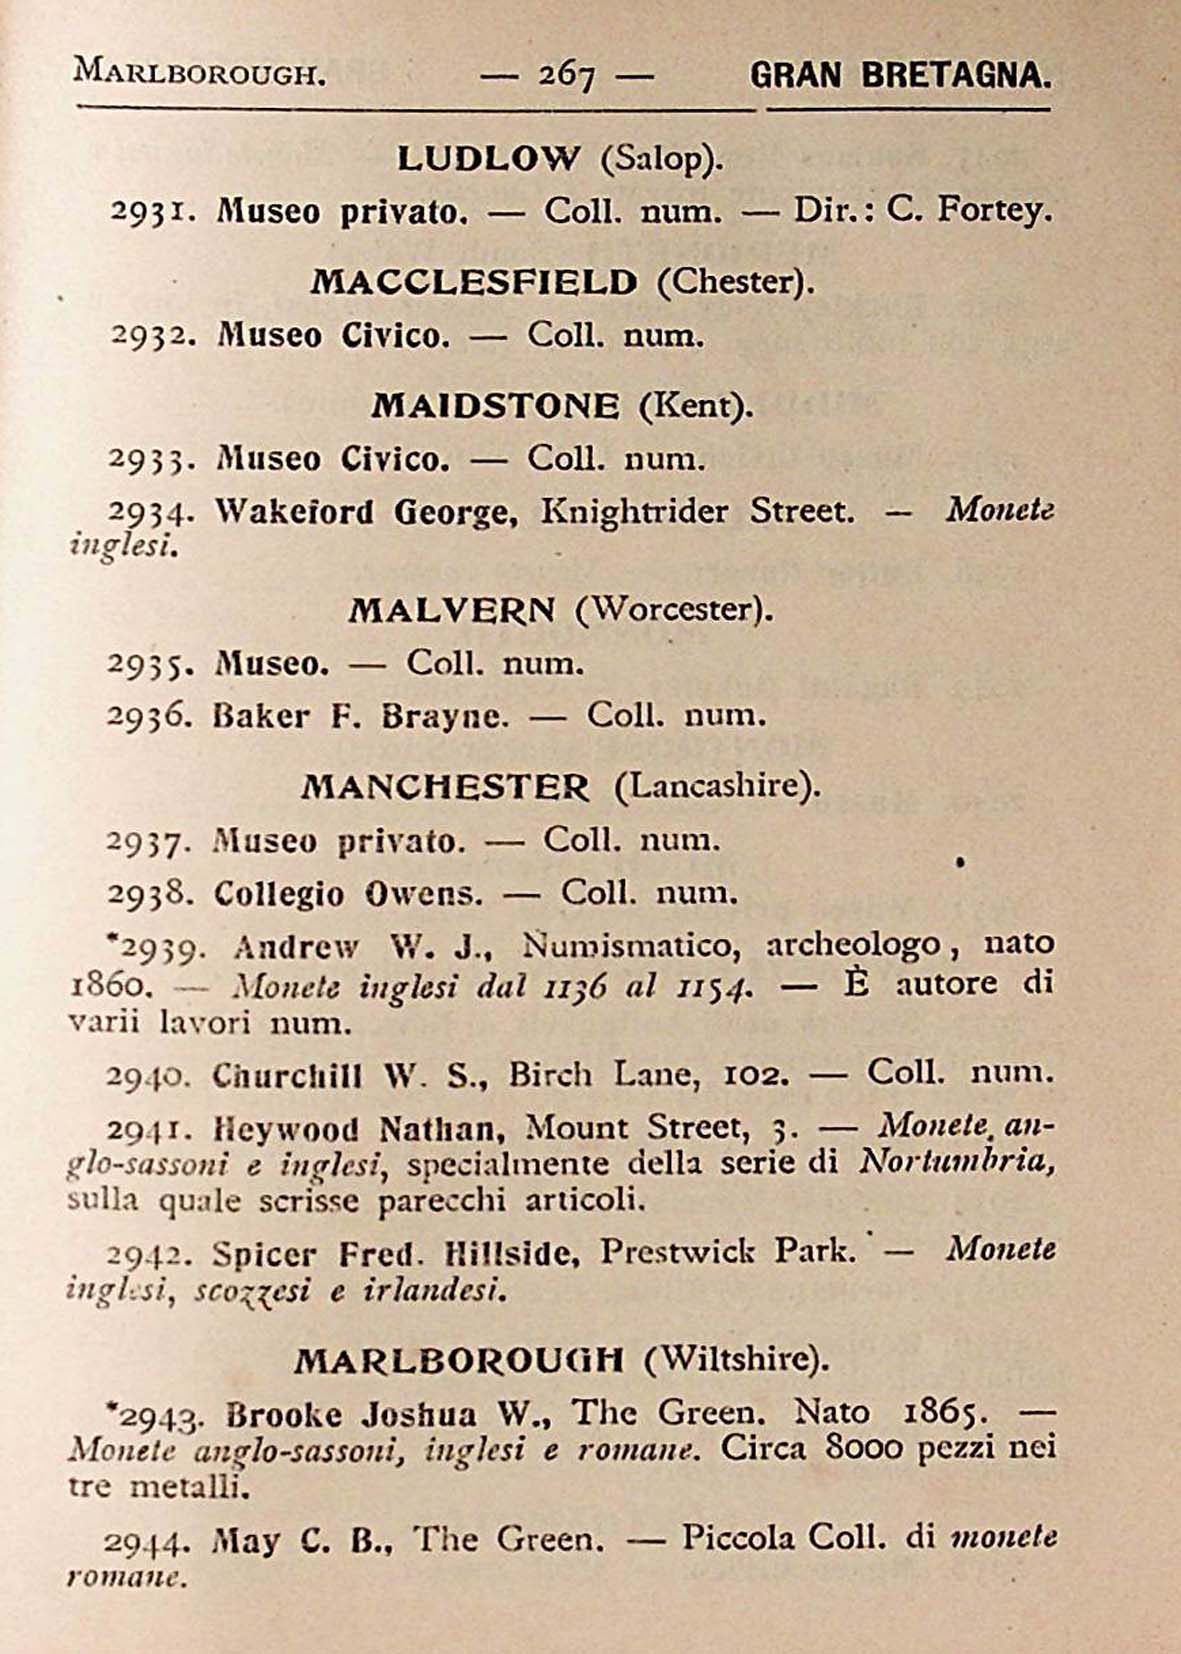 MARLBOROUGH. — 267 — GRAN BRETAGNA.
LUDLOW (Salop).
2931. Museo privato. — Coll. num. — Dir.: C. Fortey.
MACCLESFIELD (Chester).
2932. Museo Civico. — Coll. num.
MAIDSTONE (Kent).
2933. Museo Civico. — Coll. num.
2934. Wakeford George, Knightrider Street. — Monete
inglesi.
MALVERN (Worcester).
2935. Museo. — Coll. num.
2936. Baker F. Brayne. — Coll. num.
MANCHESTER (Lancashire).
2937. Museo privato. — Coll. num.
2938. Collegio Owens. — Coll. num.
*2939. Andrew W. J., Numismatico, archeologo, nato
1860. — Monete inglesi dal 1136 al 1154. — È autore di
varii lavori num.
2940. Churchill W. S., Birch Lane, 102. — Coll. num.
2941. Heywood Nathan, Mount Street, 3. — Monete an-
glo-sassoni e inglesi, specialmente della serie di Nortumbria,
sulla quale scrisse parecchi articoli.
2942. Spicer Fred. Hillside, Prestwick Park. — Monete
inglesi, scozzesi e irlandesi.
MARLBOROUGH (Wiltshire).
*2943. Brooke Joshua W., The Green. Nato 1865. —
Monete anglo-sassoni, inglesi e romane. Circa 8000 pezzi nei
tre metalli.
2944. May C. B., The Green. — Piccola Coll. di monete
romane.